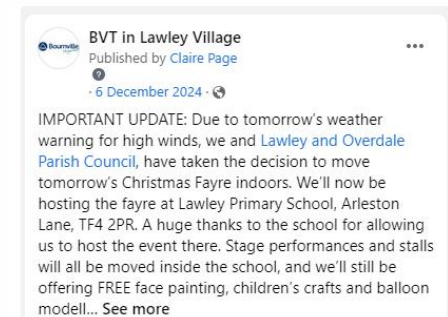 Bournville
BVT in Lawley Village
Published by Claire Page
· 6 December 2024 ·
IMPORTANT UPDATE: Due to tomorrow's weather
warning for high winds, we and Lawley and Overdale
Parish Council, have taken the decision to move
tomorrow's Christmas Fayre indoors. We'll now be
hosting the fayre at Lawley Primary School, Arleston
Lane, TF4 2PR. A huge thanks to the school for allowing
us to host the event there. Stage performances and stalls
will all be moved inside the school, and we'll still be
offering FREE face painting, children's crafts and balloon
modell... See more